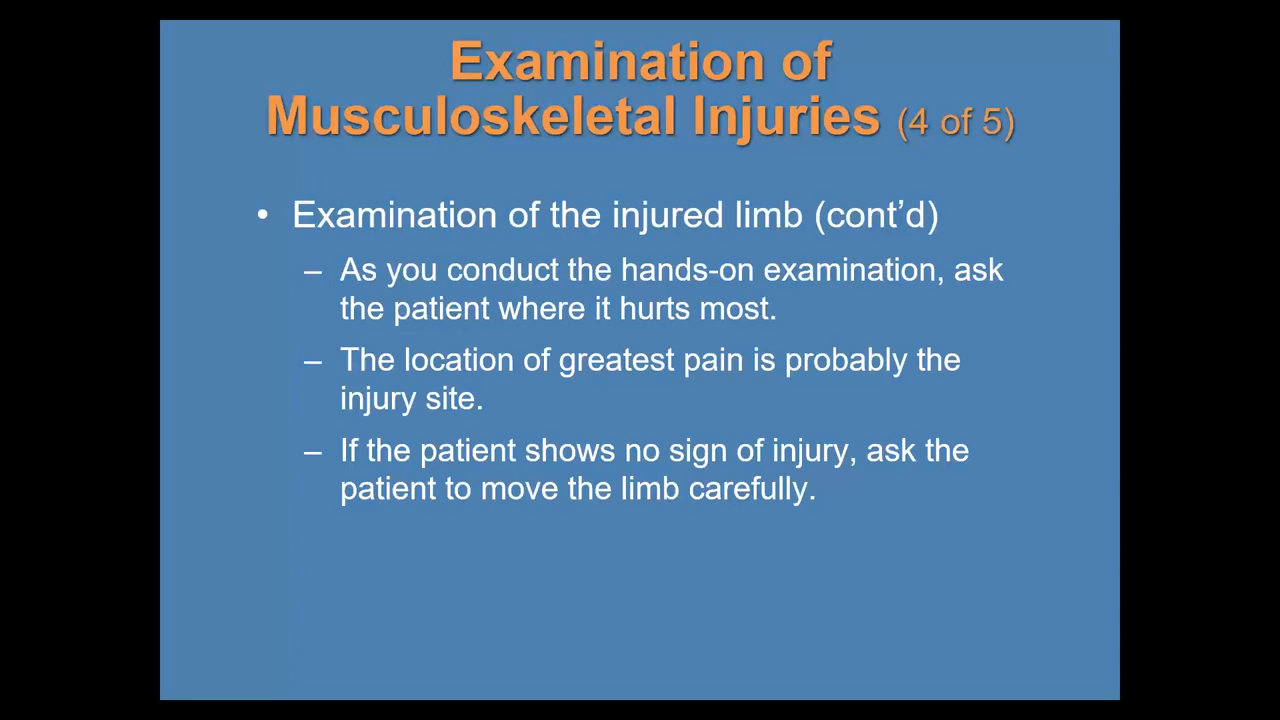 Examination of
Musculoskeletal Injuries (4 of 5)
• Examination of the injured limb (cont’d)
– As you conduct the hands-on examination, ask
the patient where it hurts most.
– The location of greatest pain is probably the
injury site.
– If the patient shows no sign of injury, ask the
patient to move the limb carefully.